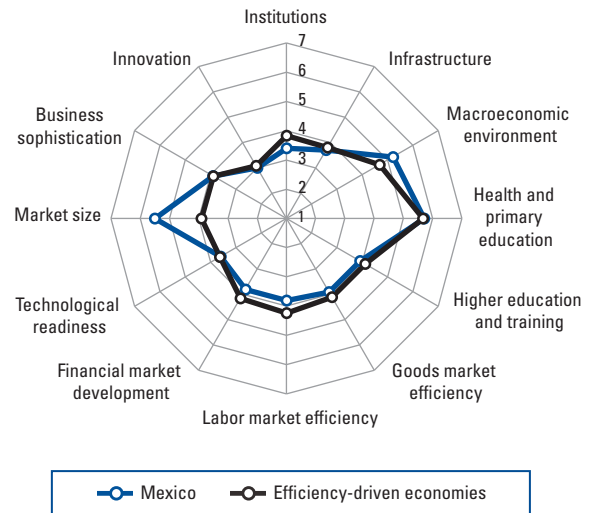 Institutions
7
6
5
4
3
2
1
Infrastructure
Macroeconomic
environment
Health and
primary
education
Higher education
and training
Goods market
efficiency
Labor market efficiency
Financial market
development
Technological
readiness
Market size
Business
sophistication
Innovation
Mexico
Efficiency-driven economies